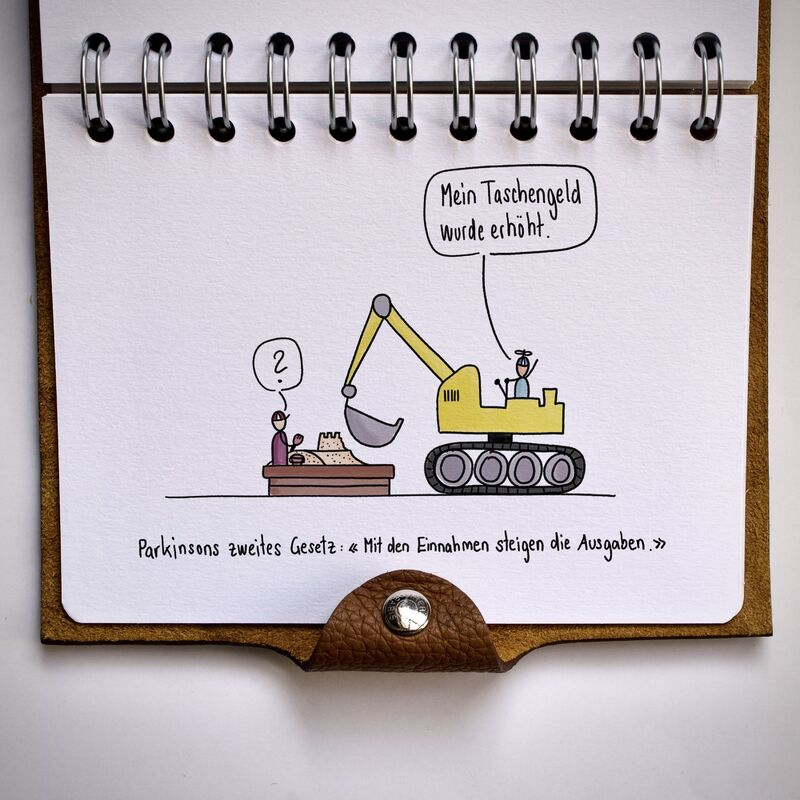 Mein Taschengeld
wurde erhöht.
?
Parkinsons zweites Gesetz: « Mit den Einnahmen steigen die Ausgaben.»